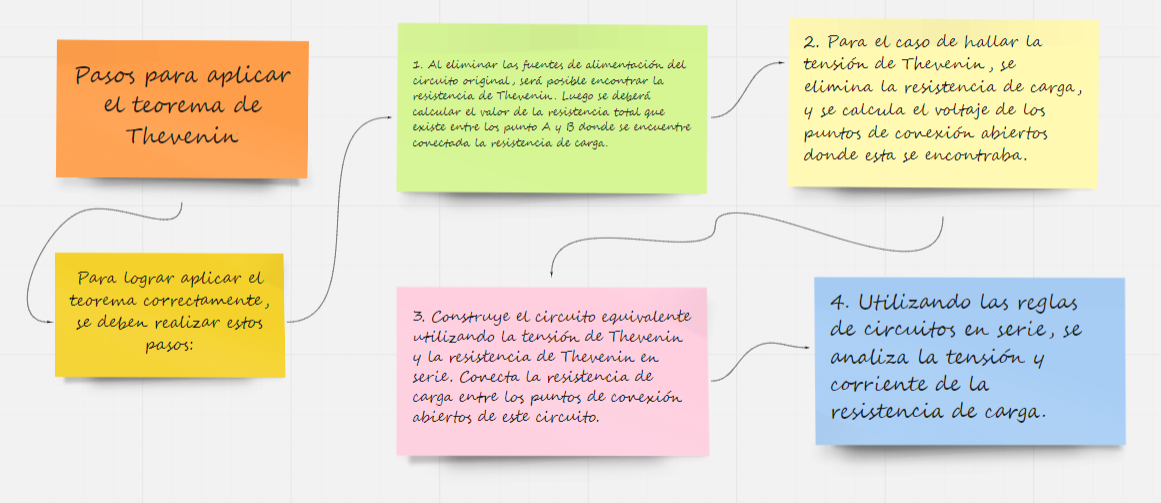 Pasos para aplicar
el teorema de
Thevenin
Para lograr aplicar el
teorema correctamente,
se deben realizar estos
pasos:
1. Al eliminar las fuentes de alimentación del
circuito original, será posible encontrar la
resistencia de Thevenin. Luego se deberá
calcular el valor de la resistencia total que
existe entre los punto A y B donde se encuentre
conectada la resistencia de carga.
2. Para el caso de hallar la
tensión de Thevenin, se
elimina la resistencia de carga,
y se calcula el voltaje de los
puntos de conexión abiertos
donde esta se encontraba.
3. Construye el circuito equivalente
utilizando la tensión de Thevenin
y la resistencia de Thevenin en
serie. Conecta la resistencia de
carga entre los puntos de conexión
abiertos de este circuito.
4. Utilizando las reglas
de circuitos en serie, se
analiza la tensión y
corriente de la
resistencia de carga.